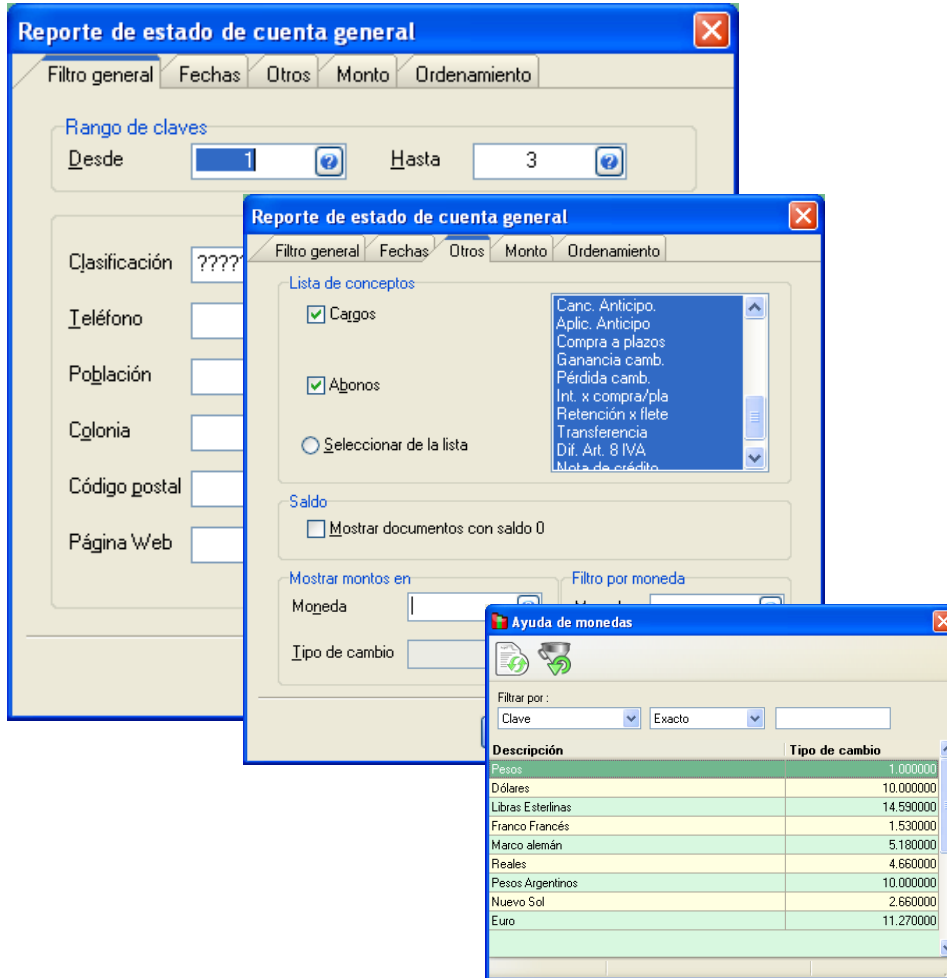 Reporte de estado de cuenta general
Filtro general Fechas Otros Monto Ordenamiento
Rango de claves
Desde 1 Hasta 3
Clasificación ?????
Teléfono
Población
Colonia
Código postal
Página Web
Reporte de estado de cuenta general
Filtro general Fechas Otros Monto Ordenamiento
Lista de conceptos
Cargos
Abonos
Seleccionar de la lista
Canc. Anticipo.
Aplic. Anticipo
Compra a plazos
Ganancia camb.
Pérdida camb.
Int. x compra/pla
Retención x flete
Transferencia
Dif. Art. 8 IVA
Nota de crédito
Saldo
Mostrar documentos con saldo 0
Mostrar montos en Filtro por moneda
Moneda
Tipo de cambio
Ayuda de monedas
Filtrar por :
Clave Exacto
Descripción Tipo de cambio
Pesos 1.000000
Dólares 10.000000
Libras Esterlinas 14.590000
Franco Francés 1.530000
Marco alemán 5.180000
Reales 4.660000
Pesos Argentinos 10.000000
Nuevo Sol 2.660000
Euro 11.270000